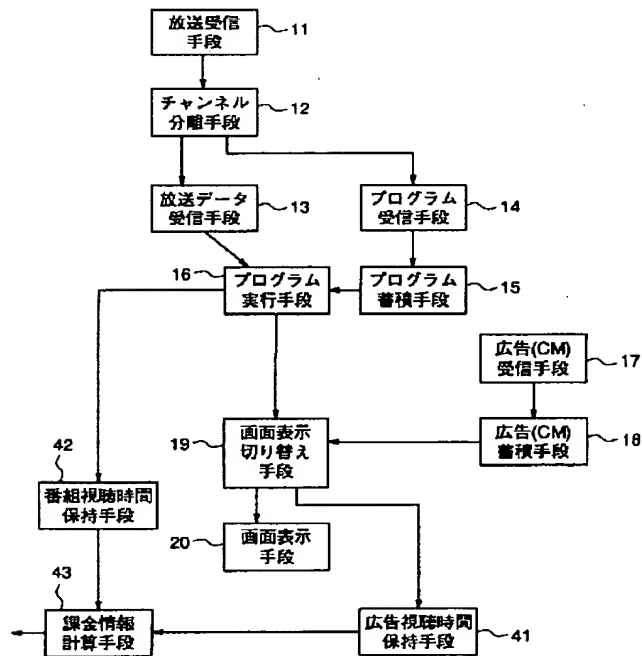 放送受信
手段
11
チャンネル
分離手段
12
放送データ
受信手段
13
プログラム
受信手段
14
16
プログラム
実行手段
プログラム
蓄積手段
15
広告(CM)
受信手段
17
19
画面表示
切り替え
手段
広告(CM)
蓄積手段
18
42
番組視聴時間
保持手段
20
画面表示
手段
43
課金情報
計算手段
広告視聴時間
保持手段
41